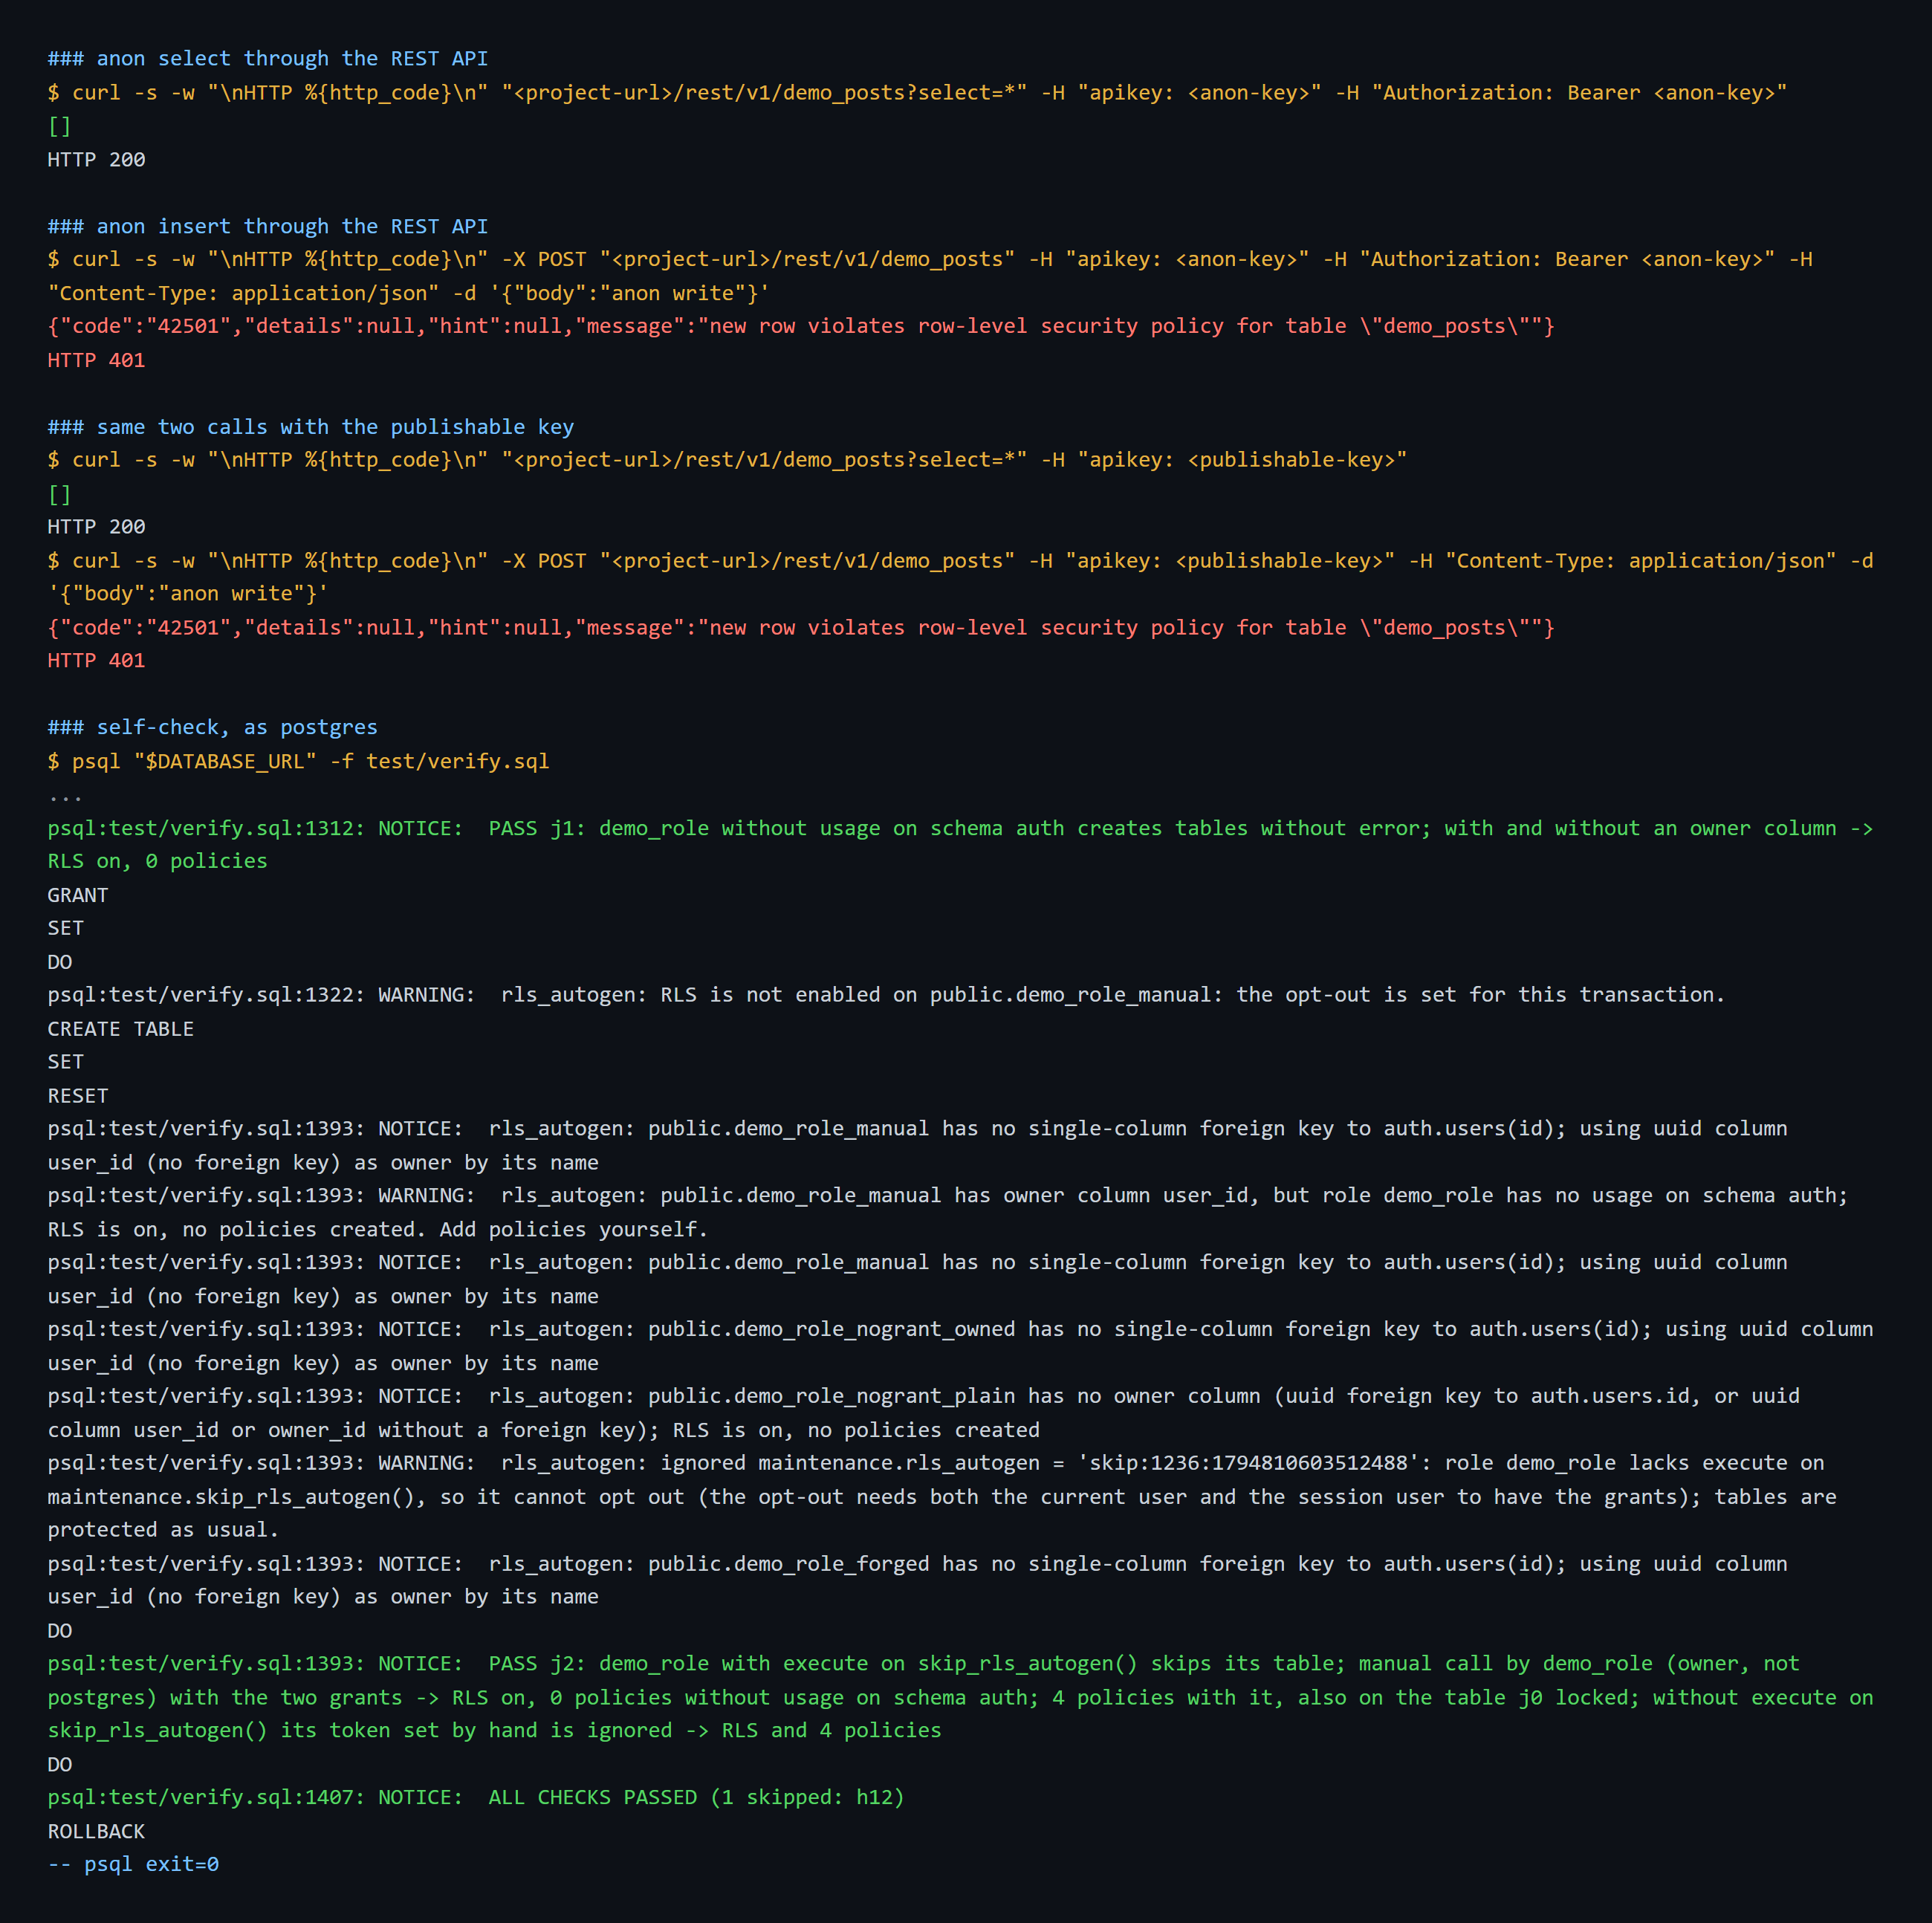 ### anon select through the REST API
$ curl -s -w "\nHTTP %{http_code}\n" "<project-url>/rest/v1/demo_posts?select=*" -H "apikey: <anon-key>" -H "Authorization: Bearer <anon-key>"
[]
HTTP 200
### anon insert through the REST API
$ curl -s -w "\nHTTP %{http_code}\n" -X POST "<project-url>/rest/v1/demo_posts" -H "apikey: <anon-key>" -H "Authorization: Bearer <anon-key>" -H
"Content-Type: application/json" -d '{"body":"anon write"}'
{"code":"42501","details":null,"hint":null,"message":"new row violates row-level security policy for table \"demo_posts\""}
HTTP 401
### same two calls with the publishable key
$ curl -s -w "\nHTTP %{http_code}\n" "<project-url>/rest/v1/demo_posts?select=*" -H "apikey: <publishable-key>"
[]
HTTP 200
$ curl -s -w "\nHTTP %{http_code}\n" -X POST "<project-url>/rest/v1/demo_posts" -H "apikey: <publishable-key>" -H "Content-Type: application/json" -d
'{"body":"anon write"}'
{"code":"42501","details":null,"hint":null,"message":"new row violates row-level security policy for table \"demo_posts\""}
HTTP 401
### self-check, as postgres
$ psql "$DATABASE_URL" -f test/verify.sql
...
psql:test/verify.sql:1312: NOTICE:  PASS j1: demo_role without usage on schema auth creates tables without error; with and without an owner column ->
RLS on, 0 policies
GRANT
SET
DO
psql:test/verify.sql:1322: WARNING:  rls_autogen: RLS is not enabled on public.demo_role_manual: the opt-out is set for this transaction.
CREATE TABLE
SET
RESET
psql:test/verify.sql:1393: NOTICE:  rls_autogen: public.demo_role_manual has no single-column foreign key to auth.users(id); using uuid column
user_id (no foreign key) as owner by its name
psql:test/verify.sql:1393: WARNING:  rls_autogen: public.demo_role_manual has owner column user_id, but role demo_role has no usage on schema auth;
RLS is on, no policies created. Add policies yourself.
psql:test/verify.sql:1393: NOTICE:  rls_autogen: public.demo_role_manual has no single-column foreign key to auth.users(id); using uuid column
user_id (no foreign key) as owner by its name
psql:test/verify.sql:1393: NOTICE:  rls_autogen: public.demo_role_nogrant_owned has no single-column foreign key to auth.users(id); using uuid column
user_id (no foreign key) as owner by its name
psql:test/verify.sql:1393: NOTICE:  rls_autogen: public.demo_role_nogrant_plain has no owner column (uuid foreign key to auth.users.id, or uuid
column user_id or owner_id without a foreign key); RLS is on, no policies created
psql:test/verify.sql:1393: WARNING:  rls_autogen: ignored maintenance.rls_autogen = 'skip:1236:1794810603512488': role demo_role lacks execute on
maintenance.skip_rls_autogen(), so it cannot opt out (the opt-out needs both the current user and the session user to have the grants); tables are
protected as usual.
psql:test/verify.sql:1393: NOTICE:  rls_autogen: public.demo_role_forged has no single-column foreign key to auth.users(id); using uuid column
user_id (no foreign key) as owner by its name
DO
psql:test/verify.sql:1393: NOTICE:  PASS j2: demo_role with execute on skip_rls_autogen() skips its table; manual call by demo_role (owner, not
postgres) with the two grants -> RLS on, 0 policies without usage on schema auth; 4 policies with it, also on the table j0 locked; without execute on
skip_rls_autogen() its token set by hand is ignored -> RLS and 4 policies
DO
psql:test/verify.sql:1407: NOTICE:  ALL CHECKS PASSED (1 skipped: h12)
ROLLBACK
-- psql exit=0